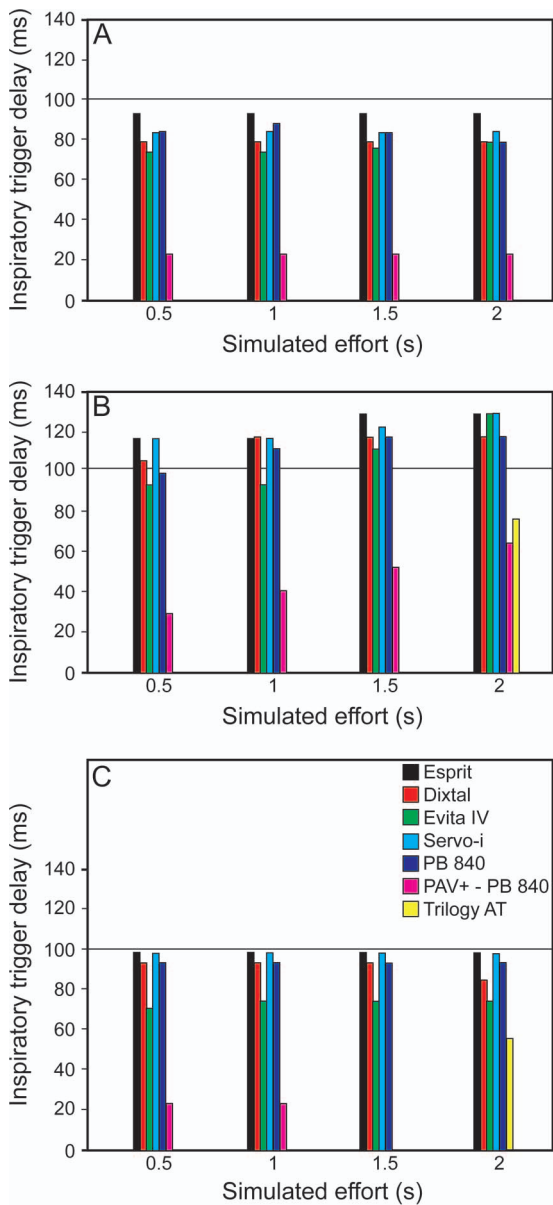 A
Inspiratory trigger delay (ms)
140
120
100
80
60
40
20
0
0.5 1 1.5 2
Simulated effort (s)
B
Inspiratory trigger delay (ms)
140
120
100
80
60
40
20
0
0.5 1 1.5 2
Simulated effort (s)
C
Inspiratory trigger delay (ms)
140
120
100
80
60
40
20
0
Esprit
Dixtal
Evita IV
Servo-i
PB 840
PAV+ - PB 840
Trilogy AT
0.5 1 1.5 2
Simulated effort (s)